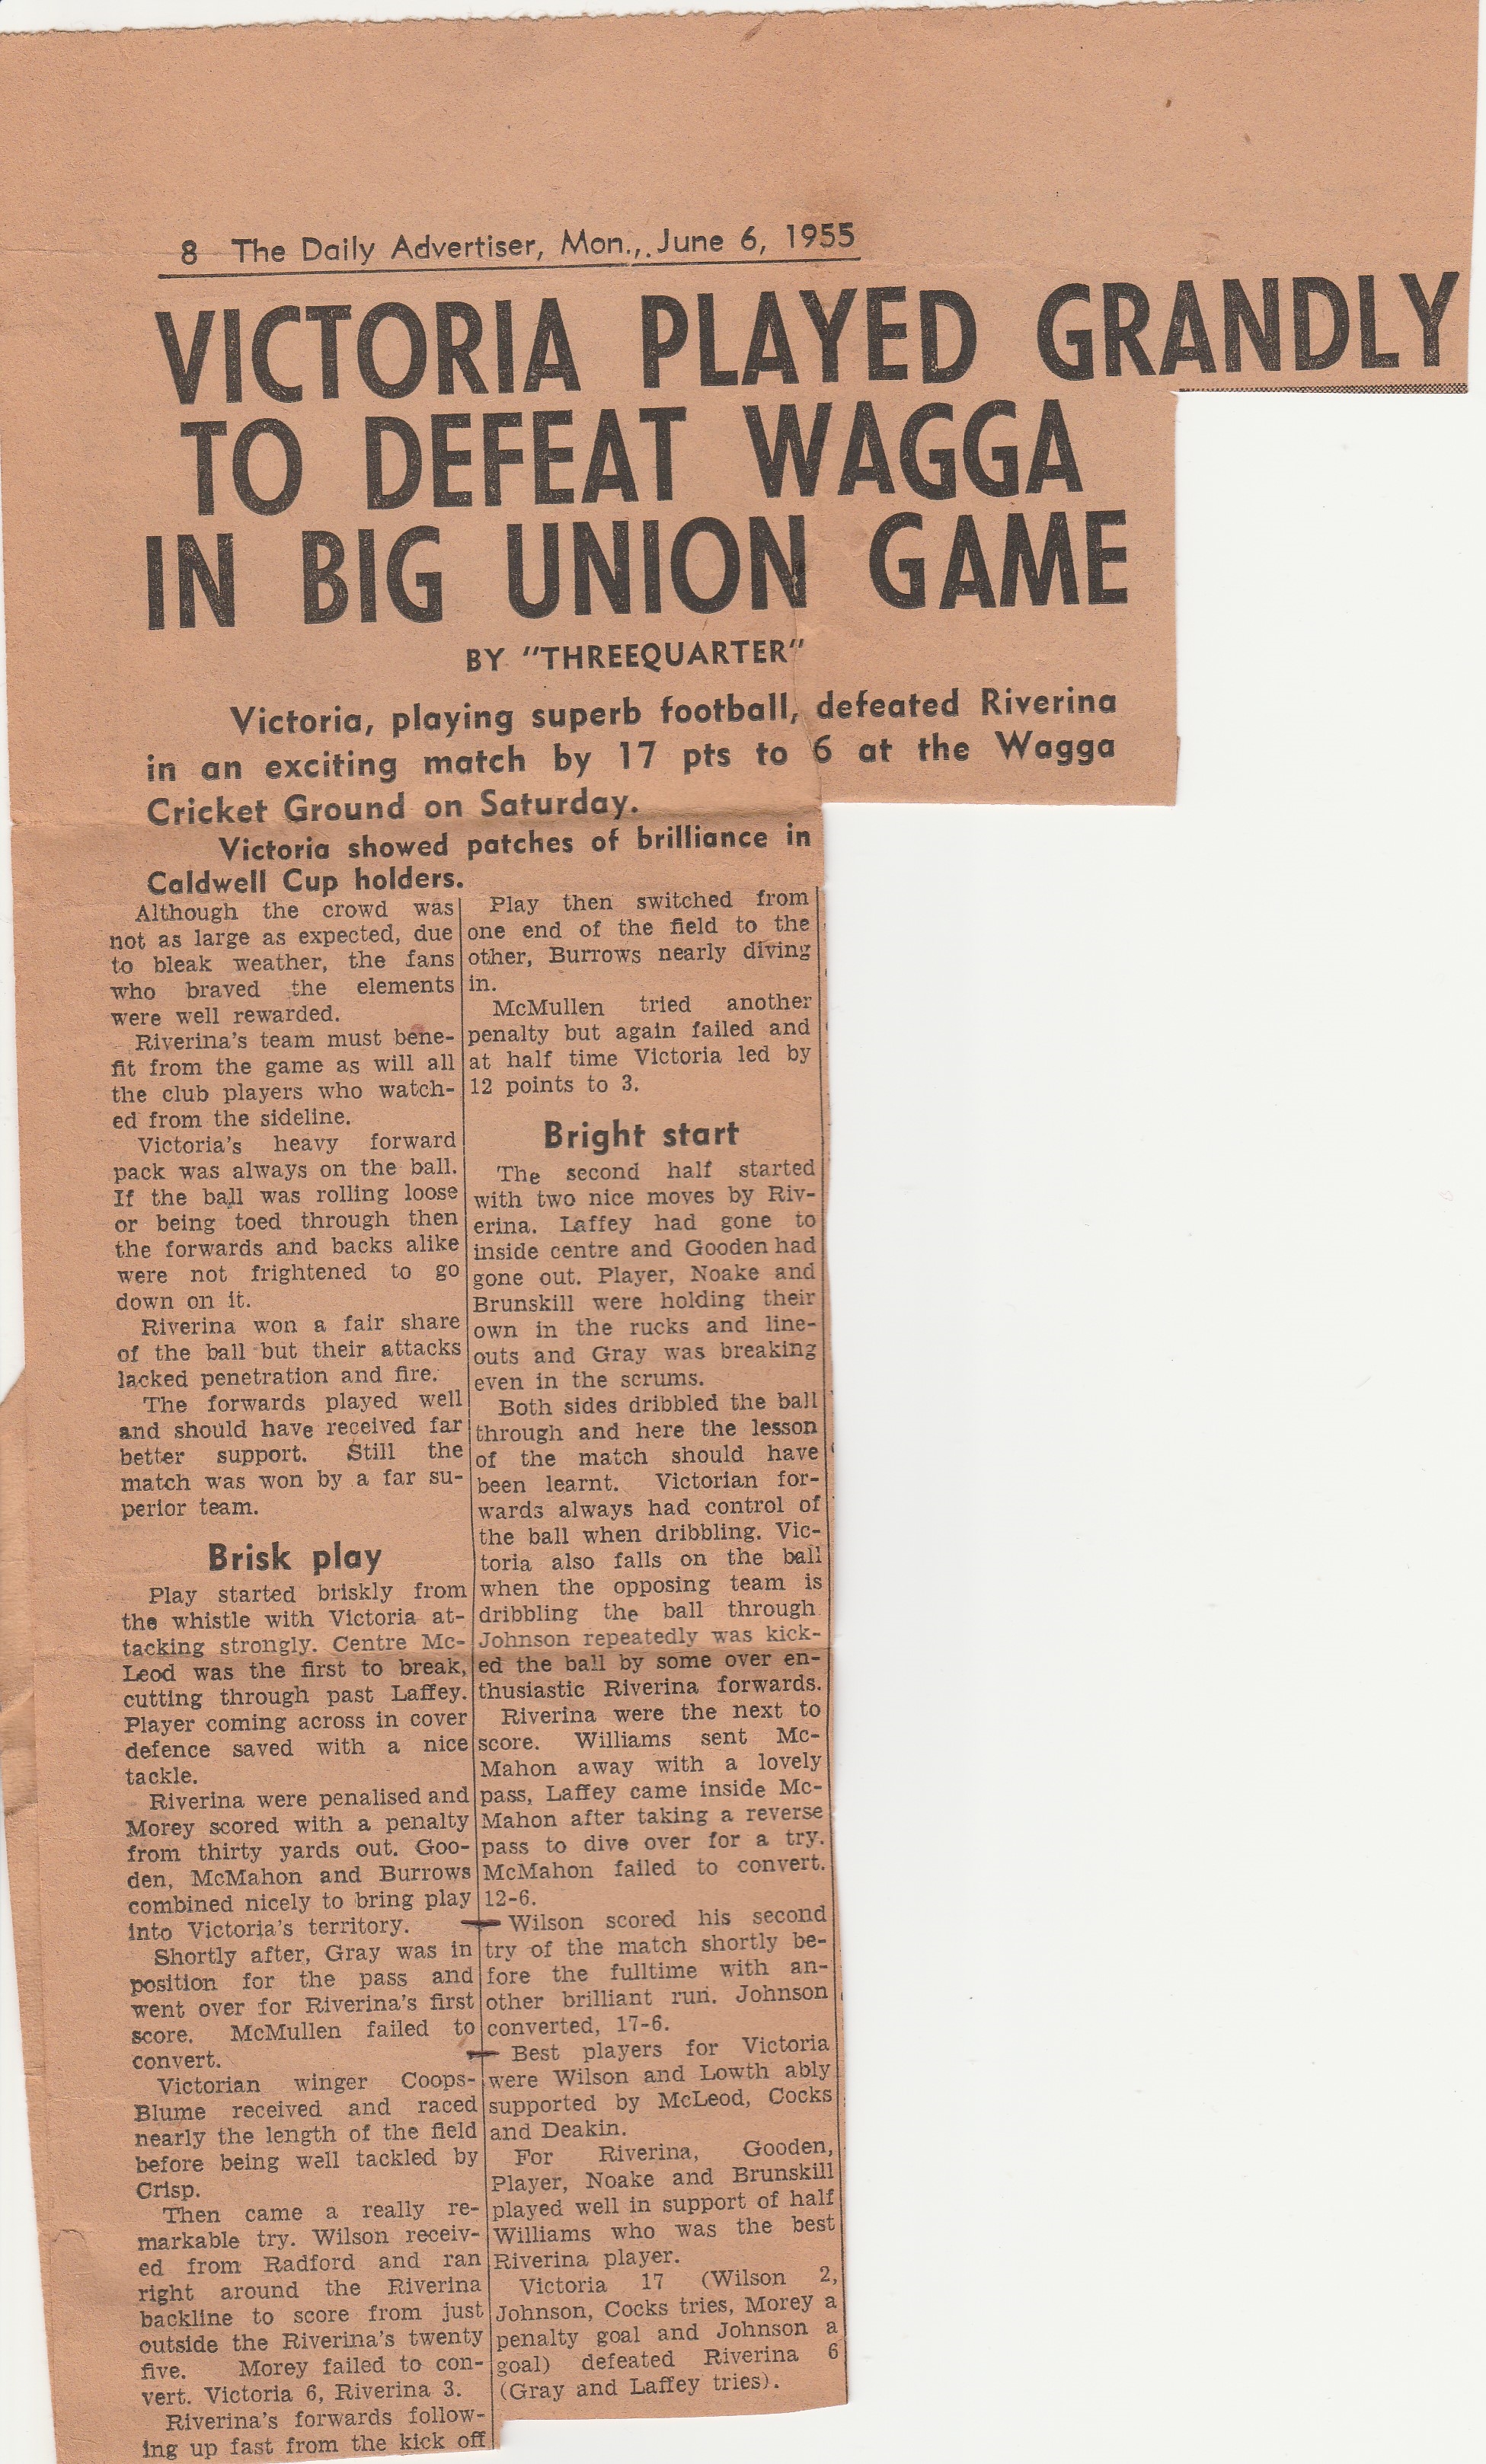 8 The Daily Advertiser, Mon., June 6, 1955
VICTORIA PLAYED GRANDLY
TO DEFEAT WAGGA
IN BIG UNION GAME
BY "THREEQUARTER"
Victoria, playing superb football, defeated Riverina
in an exciting match by 17 pts to 6 at the Wagga
Cricket Ground on Saturday.
Victoria showed patches of brilliance in
Caldwell Cup holders.
Although the crowd was
not as large as expected, due
to bleak weather, the fans
who braved the elements
were well rewarded.
Riverina's team must bene-
fit from the game as will all
the club players who watch-
ed from the sideline.
Victoria's heavy forward
pack was always on the ball.
If the ball was rolling loose
or being toed through then
the forwards and backs alike
were not frightened to go
down on it.
Riverina won a fair share
of the ball but their attacks
lacked penetration and fire.
The forwards played well
and should have received far
better support. Still the
match was won by a far su-
perior team.
Brisk play
Play started briskly from
the whistle with Victoria at-
tacking strongly. Centre Mc-
Leod was the first to break,
cutting through past Laffey.
Player coming across in cover
defence saved with a nice
tackle.
Riverina were penalised and
Morey scored with a penalty
from thirty yards out. Goo-
den, McMahon and Burrows
combined nicely to bring play
into Victoria's territory.
Shortly after, Gray was in
position for the pass and
went over for Riverina's first
score. McMullen failed to
convert.
Victorian winger Coops-
Blume received and raced
nearly the length of the field
before being well tackled by
Crisp.
Then came a really re-
markable try. Wilson receiv-
ed from Radford and ran
right around the Riverina
backline to score from just
outside the Riverina's twenty
five. Morey failed to con-
vert. Victoria 6, Riverina 3.
Riverina's forwards follow-
ing up fast from the kick off
Play then switched from
one end of the field to the
other, Burrows nearly diving
in.
McMullen tried another
penalty but again failed and
at half time Victoria led by
12 points to 3.
Bright start
The second half started
with two nice moves by Riv-
erina. Laffey had gone to
inside centre and Gooden had
gone out. Player, Noake and
Brunskill were holding their
own in the rucks and line-
outs and Gray was breaking
even in the scrums.
Both sides dribbled the ball
through and here the lesson
of the match should have
been learnt. Victorian for-
wards always had control of
the ball when dribbling. Vic-
toria also falls on the ball
when the opposing team is
dribbling the ball through
Johnson repeatedly was kick-
ed the ball by some over en-
thusiastic Riverina forwards.
Riverina were the next to
score. Williams sent Mc-
Mahon away with a lovely
pass, Laffey came inside Mc-
Mahon after taking a reverse
pass to dive over for a try.
McMahon failed to convert.
12-6.
Wilson scored his second
try of the match shortly be-
fore the fulltime with an-
other brilliant run. Johnson
converted, 17-6.
Best players for Victoria
were Wilson and Lowth ably
supported by McLeod, Cocks
and Deakin.
For Riverina, Gooden,
Player, Noake and Brunskill
played well in support of half
Williams who was the best
Riverina player.
Victoria 17 (Wilson 2,
Johnson, Cocks tries, Morey a
penalty goal and Johnson a
goal) defeated Riverina 6
(Gray and Laffey tries).